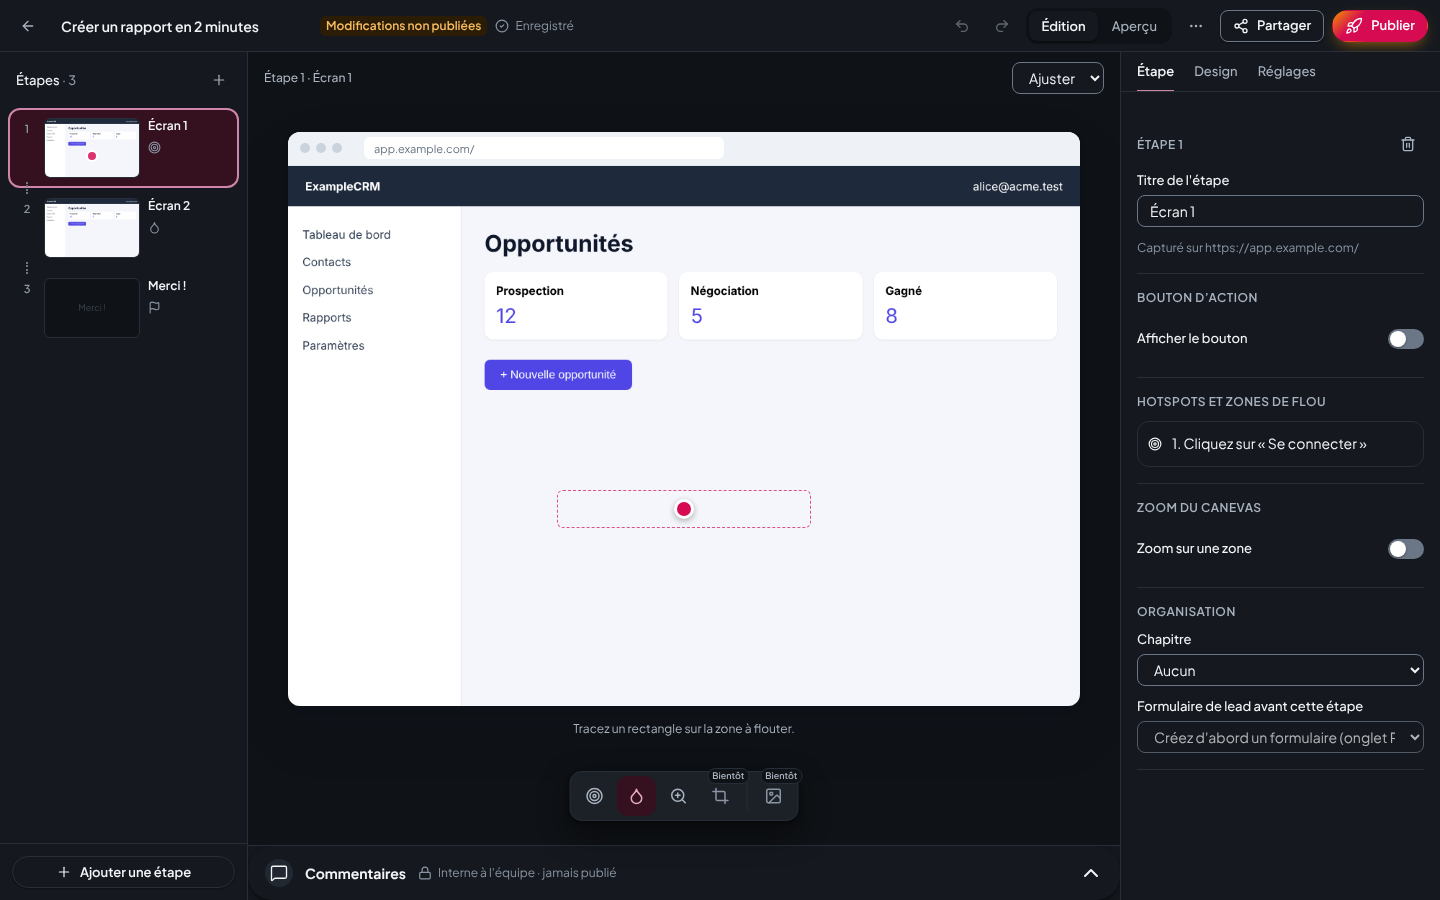 Créer un rapport en 2 minutes
Modifications non publiées
Enregistré
Édition
Aperçu
Partager
Publier
Étapes · 3
1
Écran 1
2
Écran 2
3
Merci !
Merci !
Ajouter une étape
Étape 1 · Écran 1
Ajuster
app.example.com/
ExampleCRM
alice@acme.test
Tableau de bord
Contacts
Opportunités
Rapports
Paramètres
Opportunités
Prospection
12
Négociation
5
Gagné
8
+ Nouvelle opportunité
Tracez un rectangle sur la zone à flouter.
Bientôt
Bientôt
Commentaires
Interne à l'équipe · jamais publié
Étape
Design
Réglages
ÉTAPE 1
Titre de l'étape
Écran 1
Capturé sur https://app.example.com/
BOUTON D'ACTION
Afficher le bouton
HOTSPOTS ET ZONES DE FLOU
1. Cliquez sur « Se connecter »
ZOOM DU CANEVAS
Zoom sur une zone
ORGANISATION
Chapitre
Aucun
Formulaire de lead avant cette étape
Créez d'abord un formulaire (onglet F